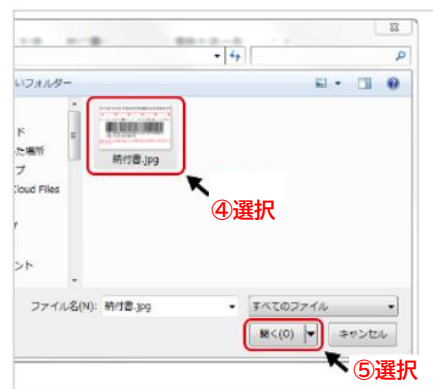 いフォルダー
ド
た場所
プ
Cloud Files
ント
納付書.jpg
④選択
ファイル名(N):
納付書.jpg
すべてのファイル
開く(O)
キャンセル
⑤選択